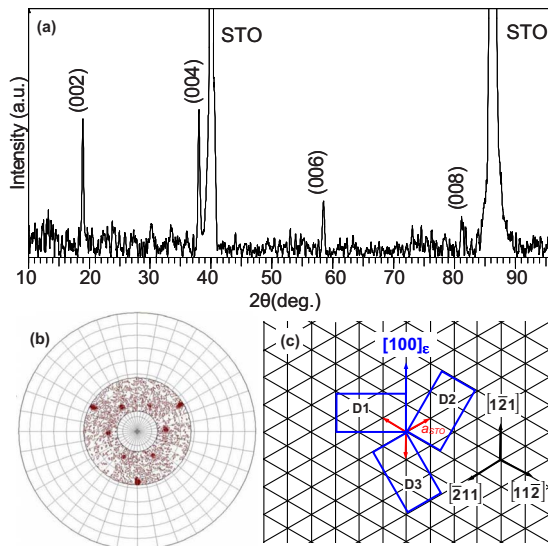 (a)
STO
STO
(002)
(004)
(006)
(008)
Intensity (a.u.)
10 20 30 40 50 60 70 80 90
2θ(deg.)
(b)
(c)
[100]ε
D1
D2
D3
a_STO
[1̄21]
[2̄11]
[112̄]